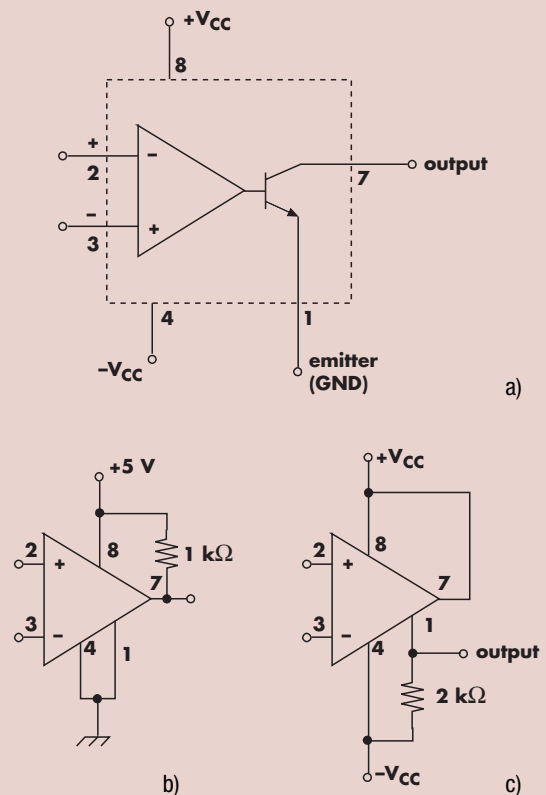 +VCC
8
+
2
−
−
3
+
7
output
4
1
−VCC
emitter
(GND)
a)
+5 V
2
+
8
1 kΩ
7
3
−
4
1
b)
+VCC
2
+
8
7
3
−
4
1
output
2 kΩ
−VCC
c)